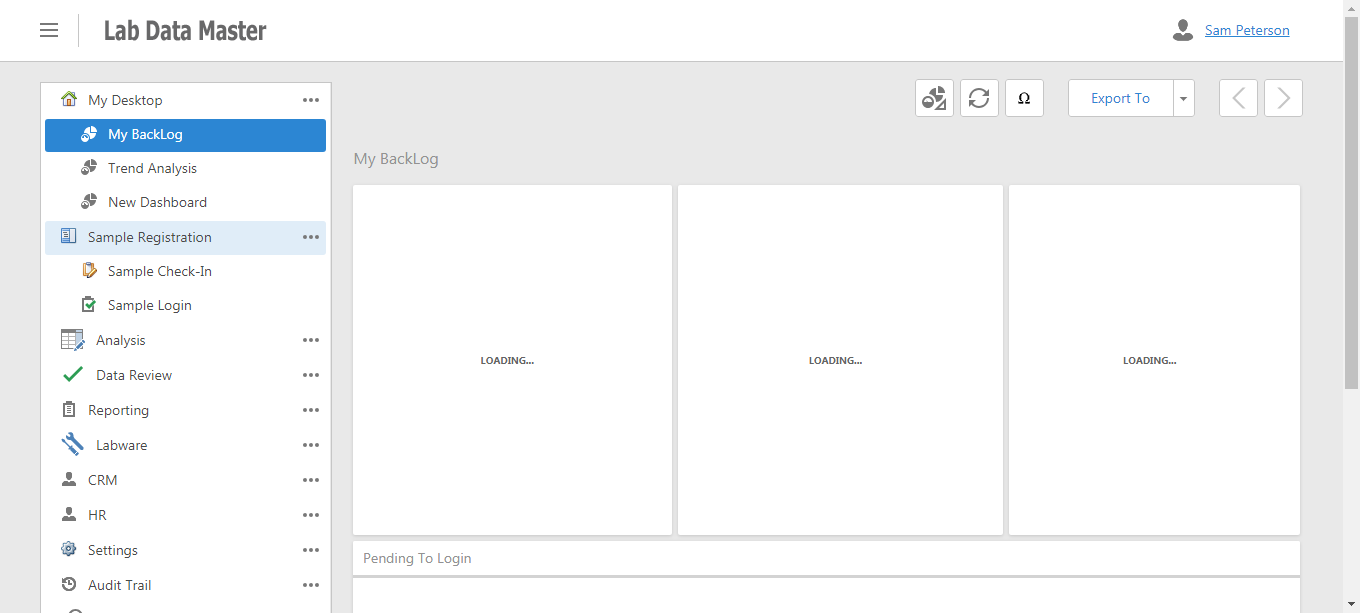 Lab Data Master
Sam Peterson
My Desktop
My BackLog
Trend Analysis
New Dashboard
Sample Registration
Sample Check-In
Sample Login
Analysis
Data Review
Reporting
Labware
CRM
HR
Settings
Audit Trail
Ω
Export To
My BackLog
LOADING...
LOADING...
LOADING...
Pending To Login